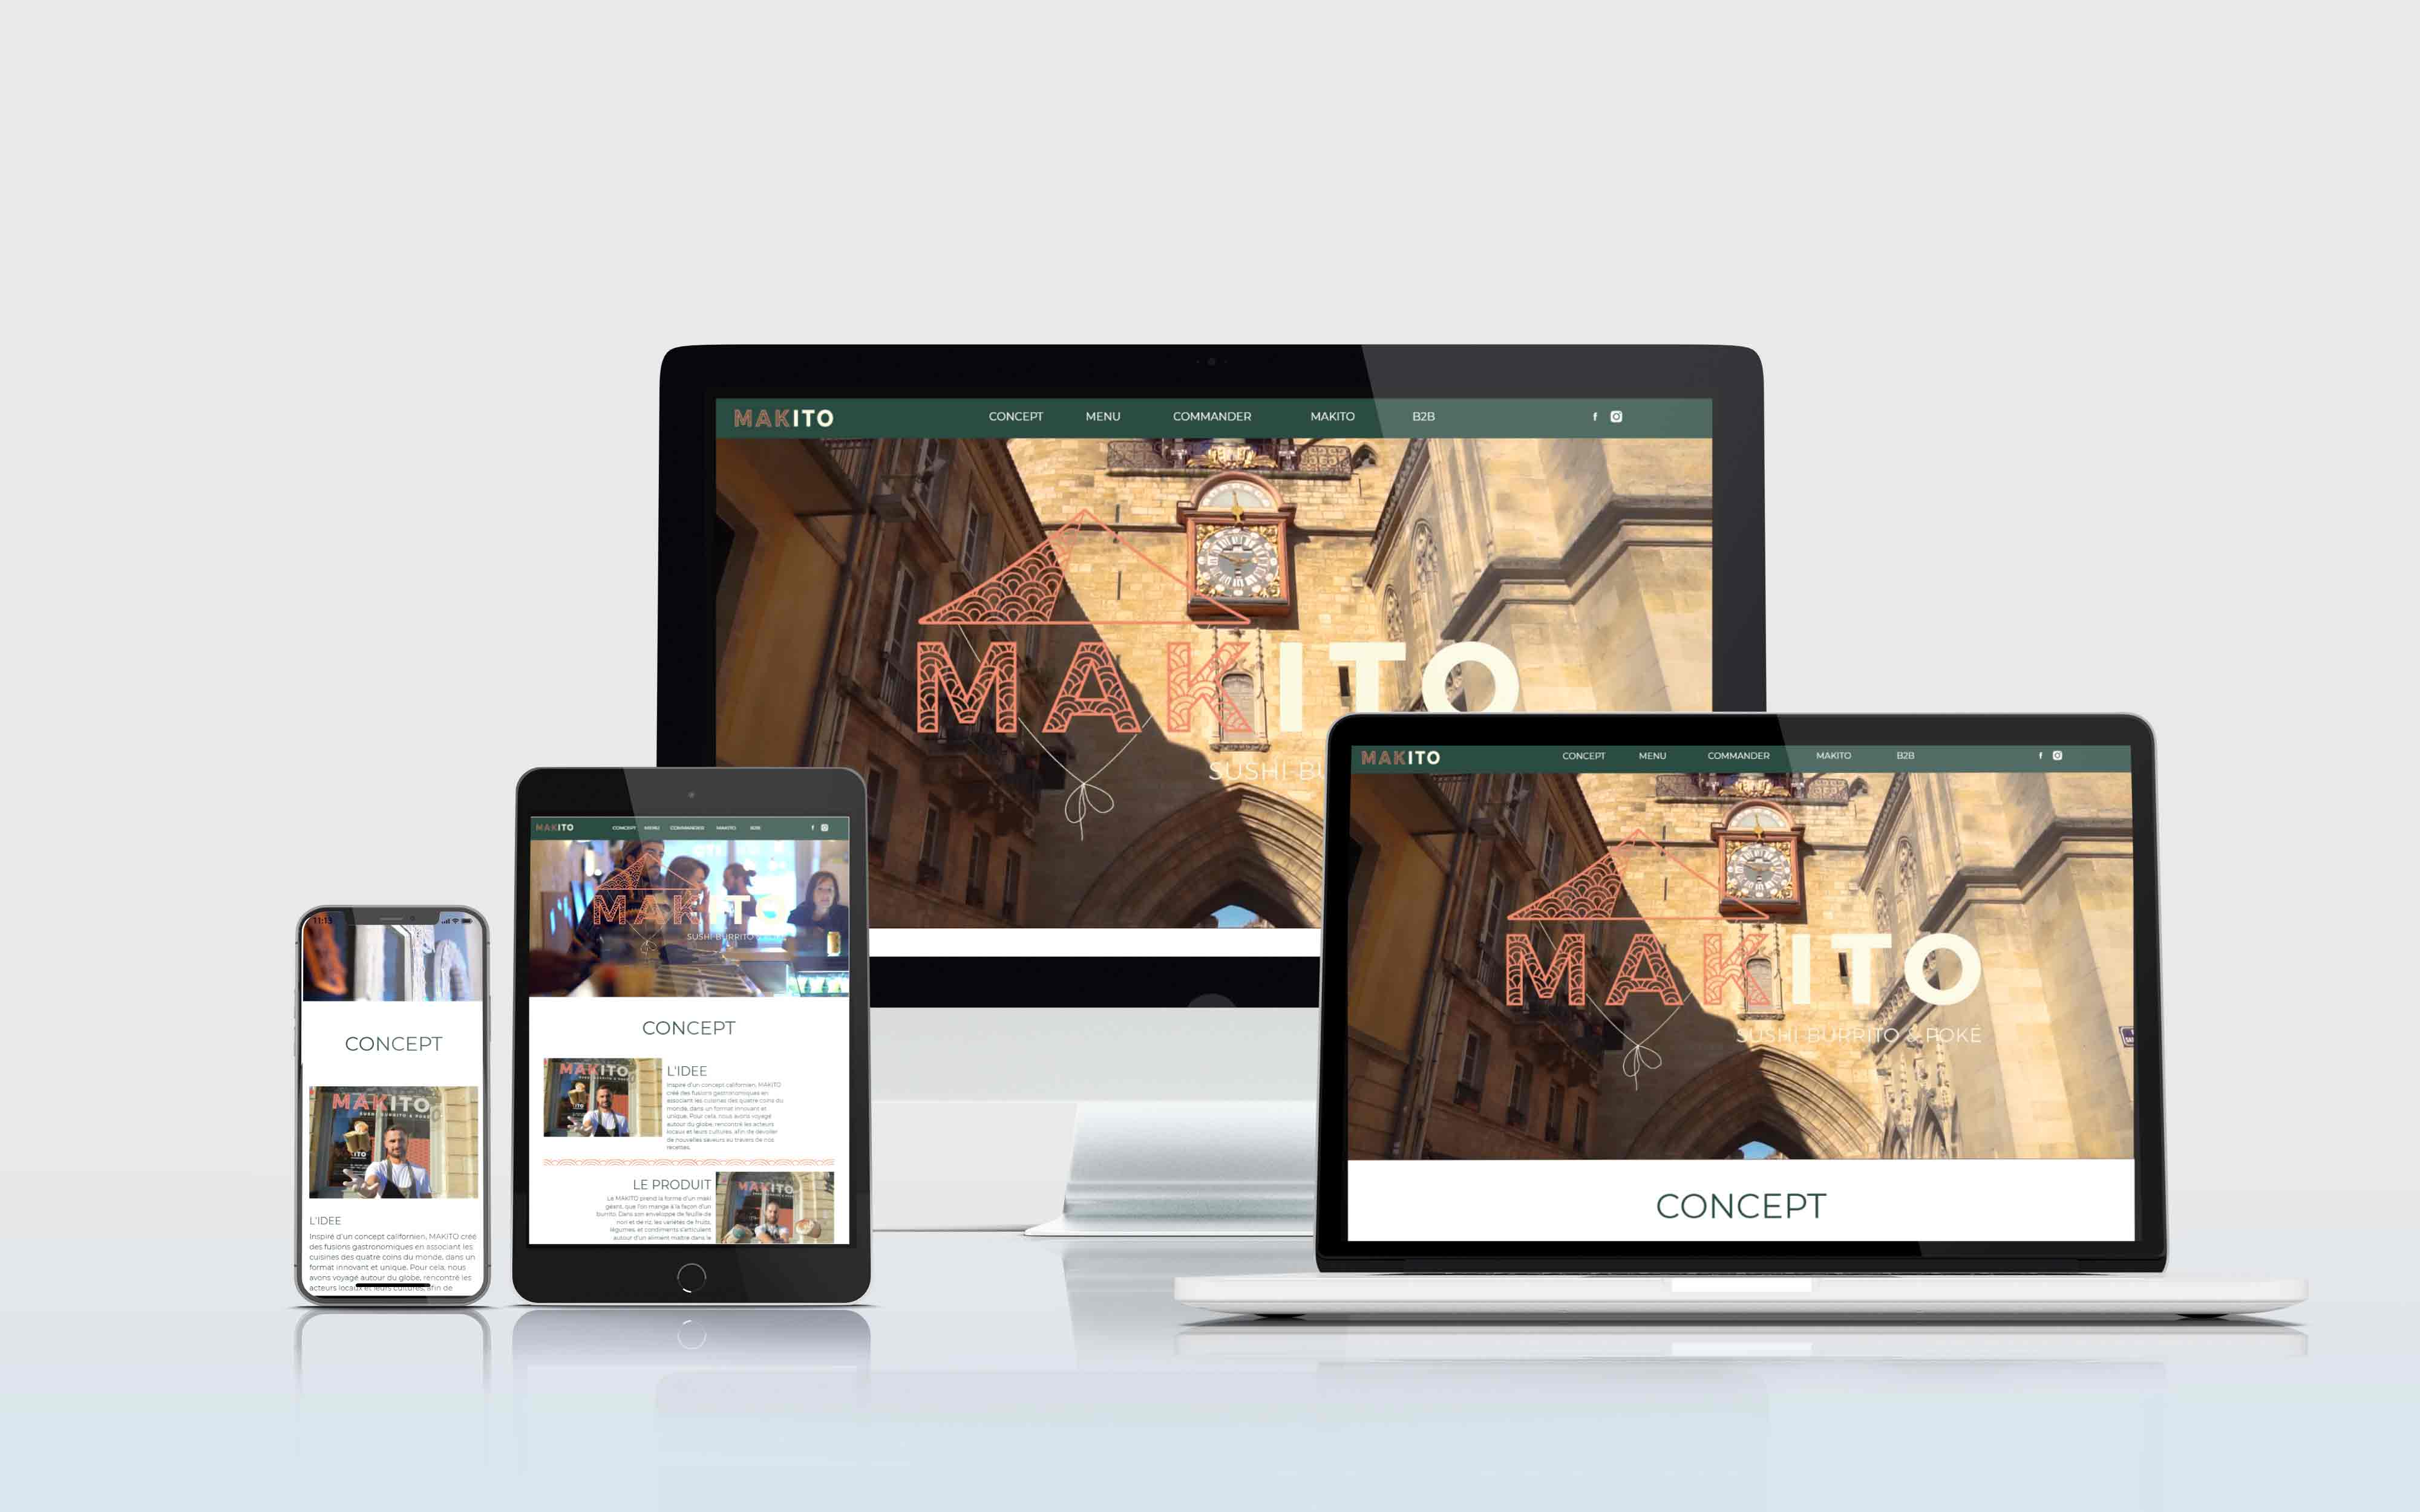 MAKITO
CONCEPT
MENU
COMMANDER
MAKITO
B2B
f
MAKITO
SUSHI BU
MAKITO
CONCEPT
MENU
COMMANDER
MAKITO
B2B
f
MAKITO
SUSHI BURRITO & POKÉ
CONCEPT
MAKITO
CONCEPT
MENU
COMMANDER
MAKITO
B2B
f
MAKITO
SUSHI BURRITO
CONCEPT
MAKITO
L'IDEE
Inspiré d'un concept californien, MAKITO
créé des fusions gastronomiques en
associant les cuisines des quatre coins du
monde, dans un format innovant et
unique. Pour cela, nous avons voyagé
autour du globe, rencontré les acteurs
locaux et leurs cultures, afin de dévoiler
de nouvelles saveurs au travers de nos
recettes.
LE PRODUIT
Le MAKITO prend la forme d'un maki
géant, que l'on mange à la façon d'un
burrito. Dans son enveloppe de feuille de
nori et de riz, les variétés de fruits,
légumes, et condiments s'articulent
autour d'un aliment maître dans le
MAKITO
11:13
CONCEPT
MAKITO
SUSHI BURRITO & POKÉ
L'IDEE
Inspiré d'un concept californien, MAKITO créé
des fusions gastronomiques en associant les
cuisines des quatre coins du monde, dans un
format innovant et unique. Pour cela, nous
avons voyagé autour du globe, rencontré les
acteurs locaux et leurs cultures, afin de